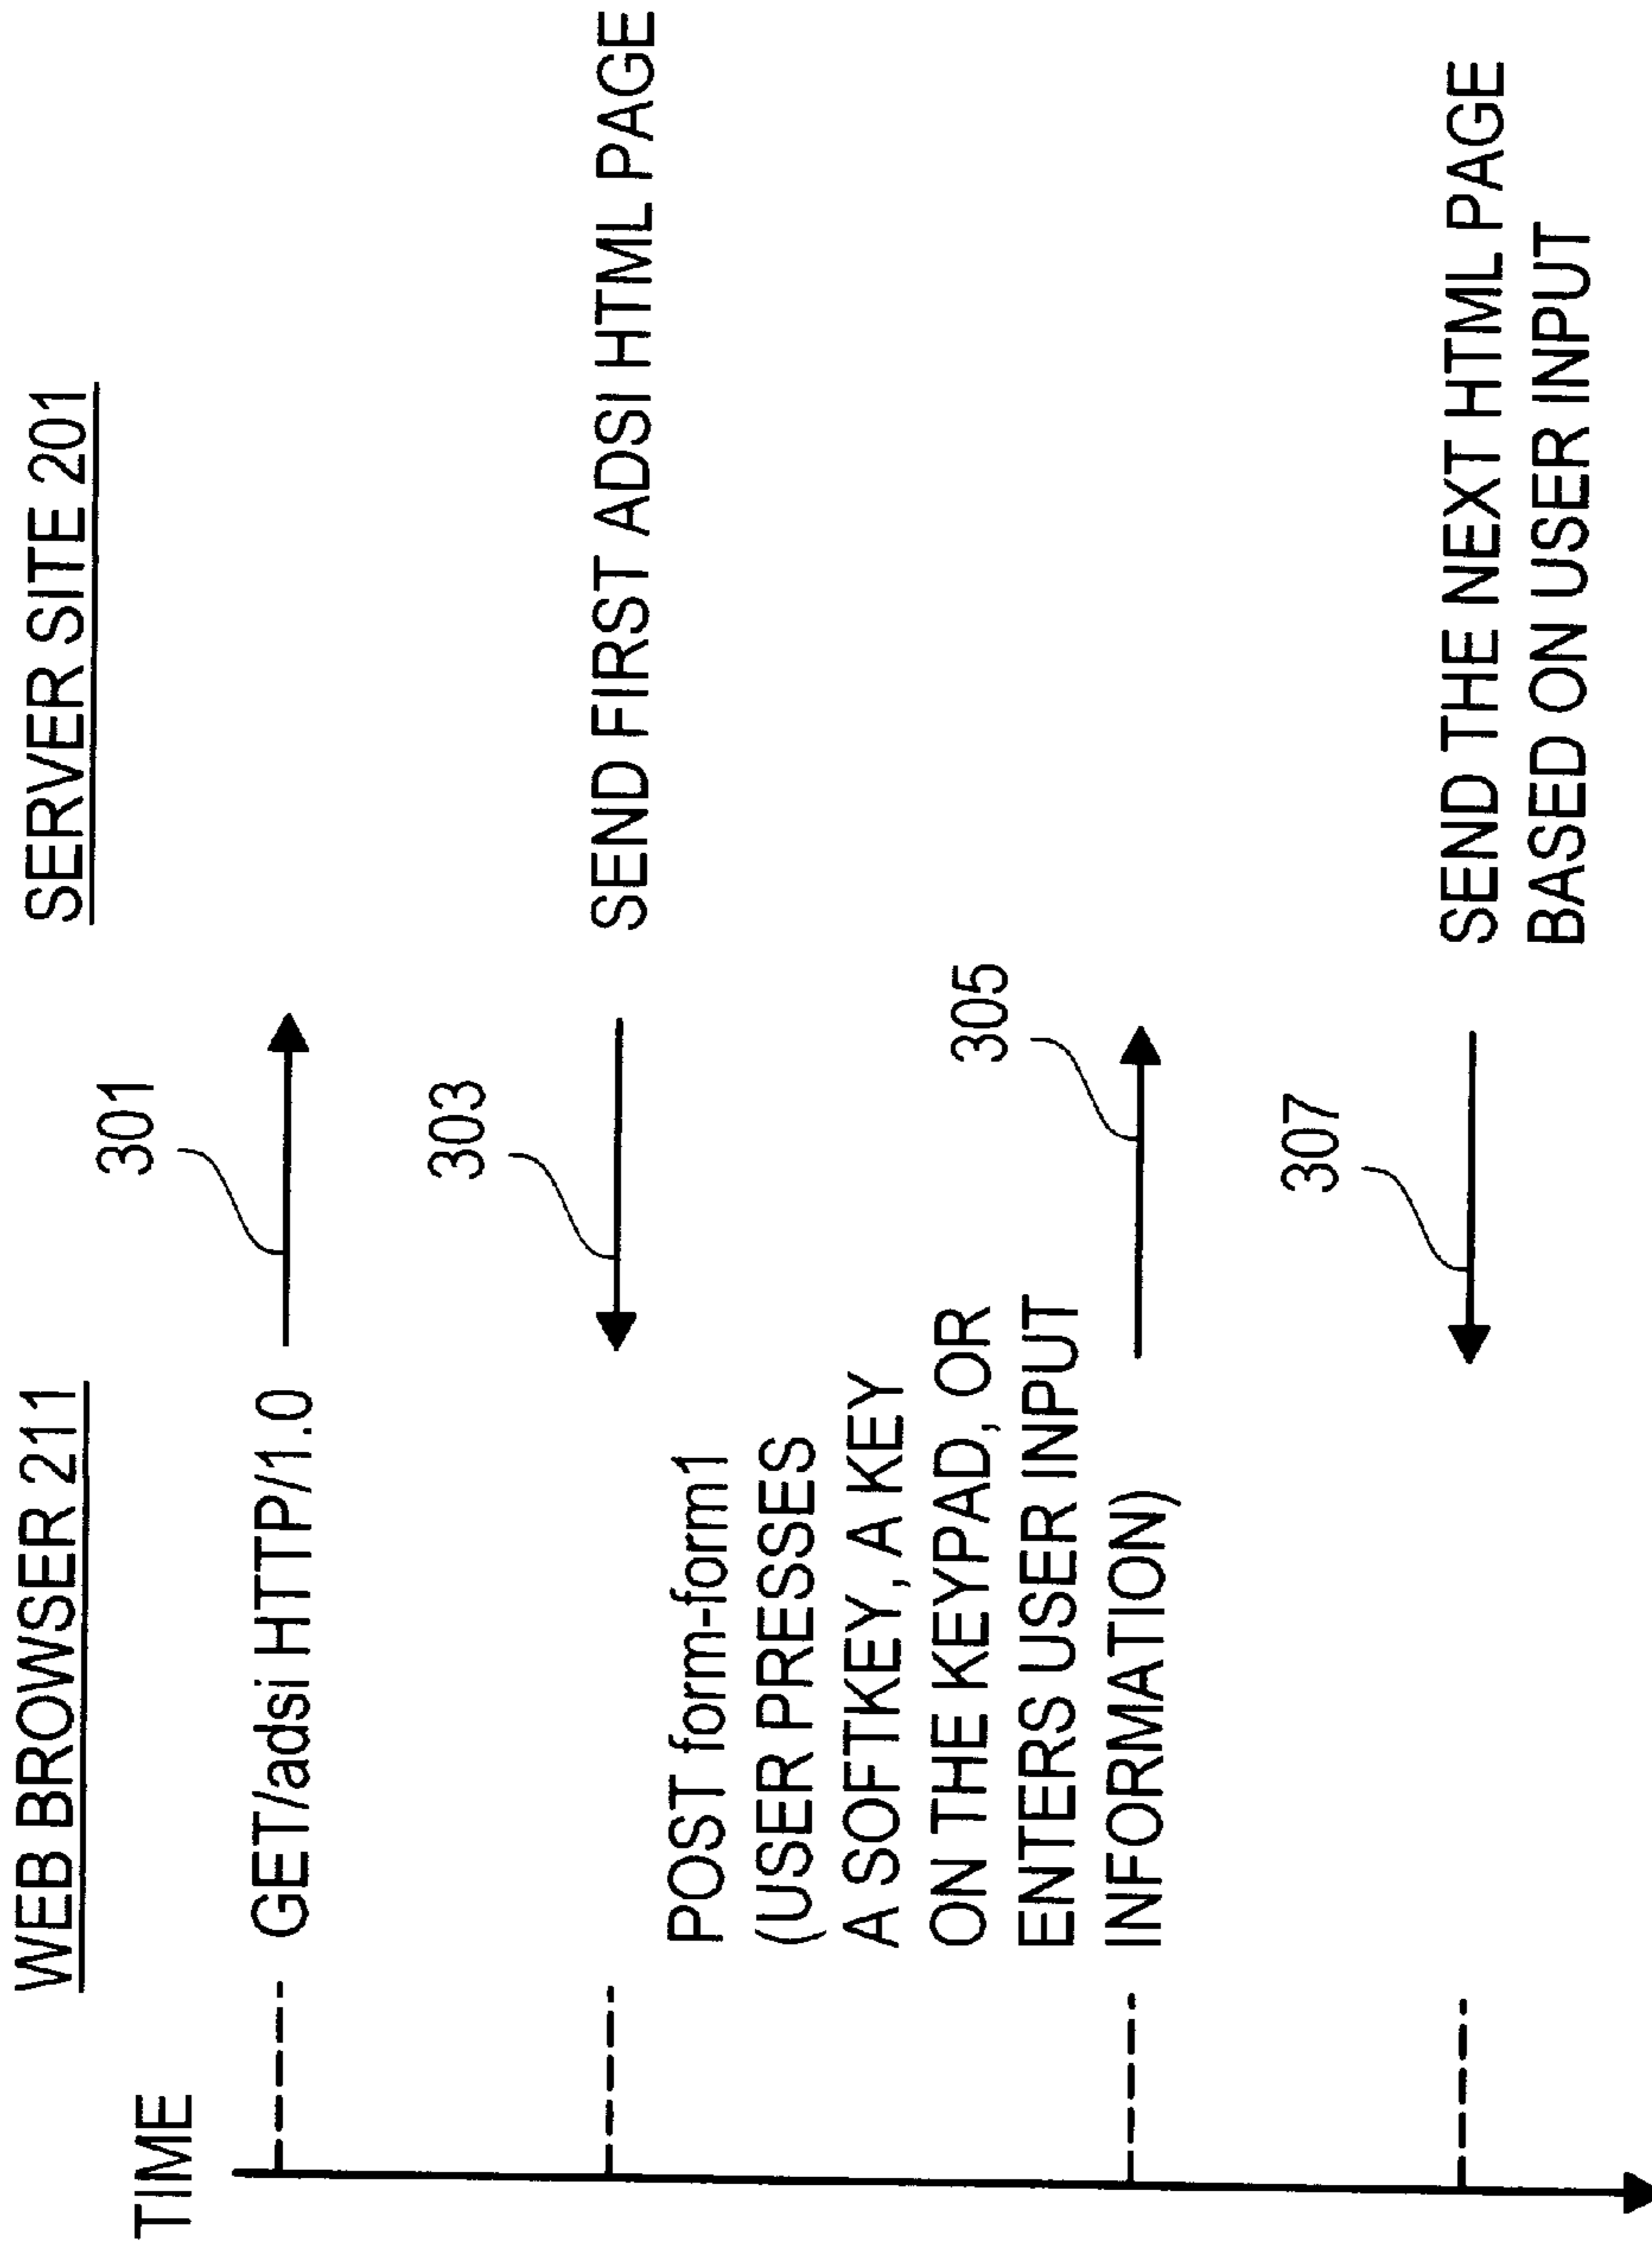 WEB BROWSER 211
SERVER SITE 201
TIME
301
GET/adsi HTTP/1.0
303
SEND FIRST ADSI HTML PAGE
POST form-form1
(USER PRESSES
A SOFTKEY, A KEY
ON THE KEYPAD, OR
ENTERS USER INPUT
INFORMATION)
305
307
SEND THE NEXT HTML PAGE
BASED ON USER INPUT